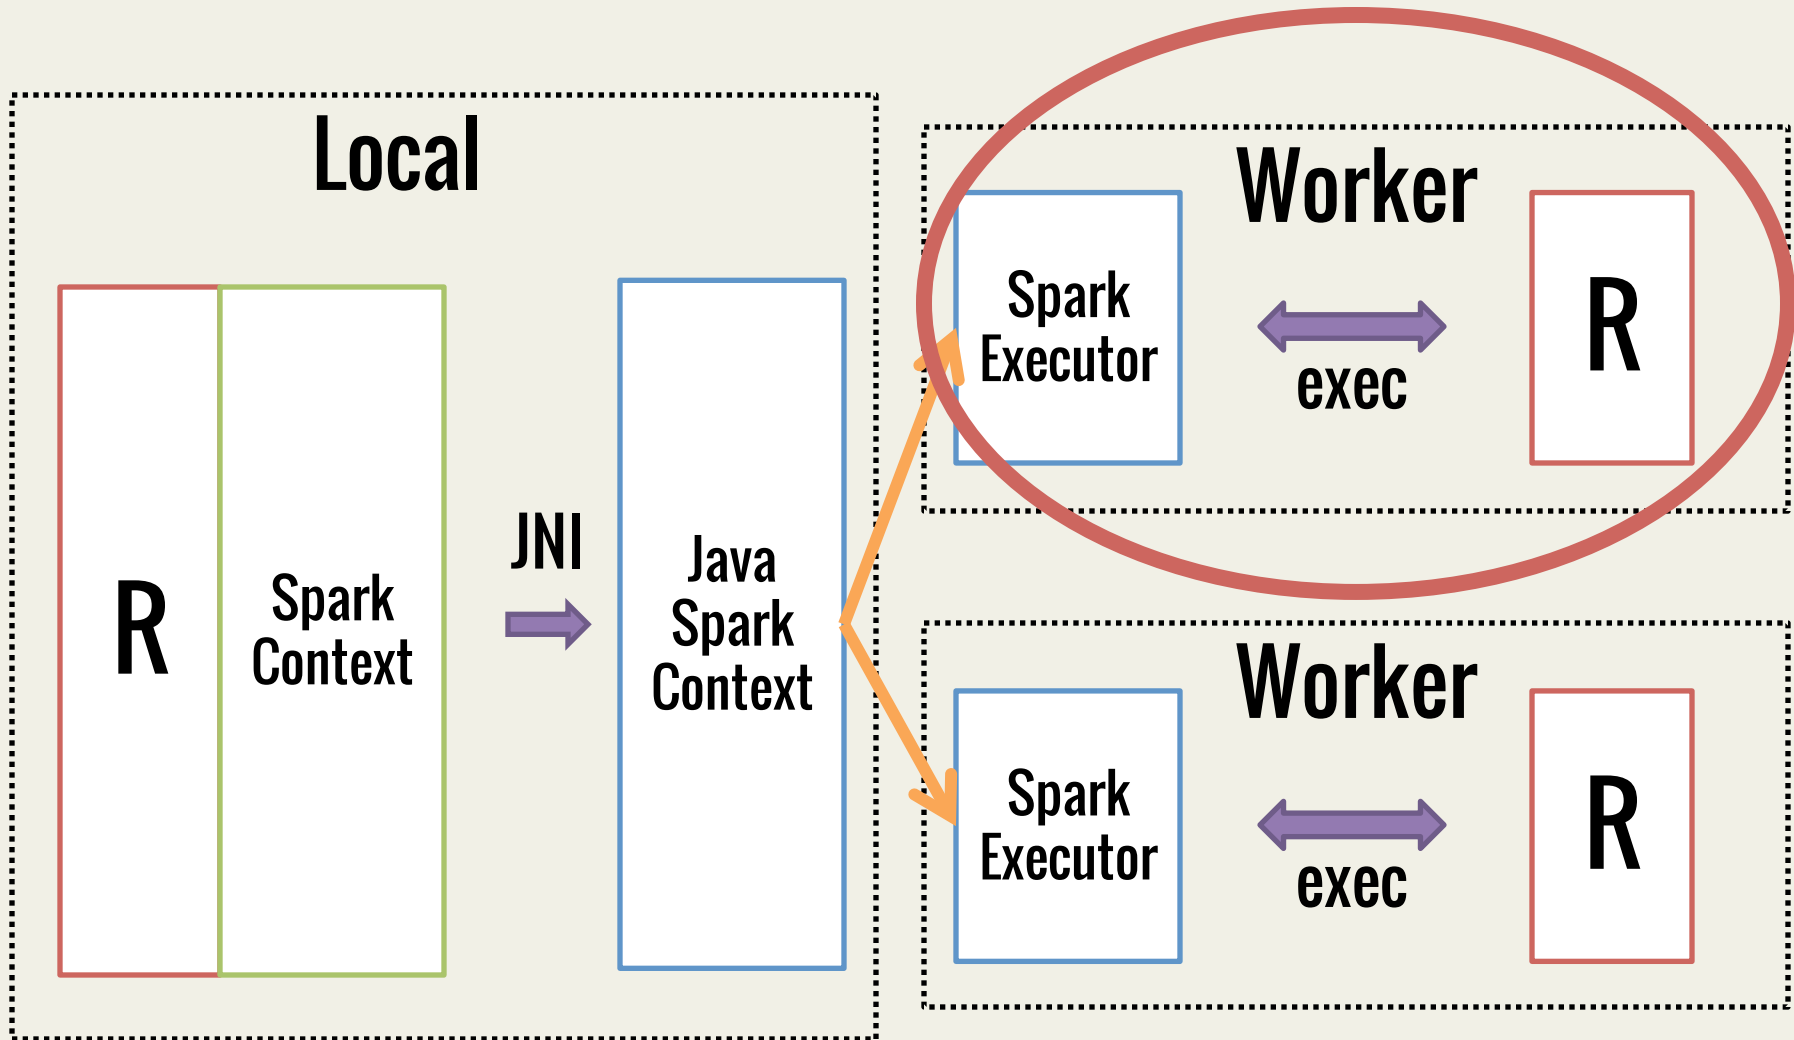 Local
R
Spark
Context
JNI
Java
Spark
Context
Worker
Spark
Executor
exec
R
Worker
Spark
Executor
exec
R